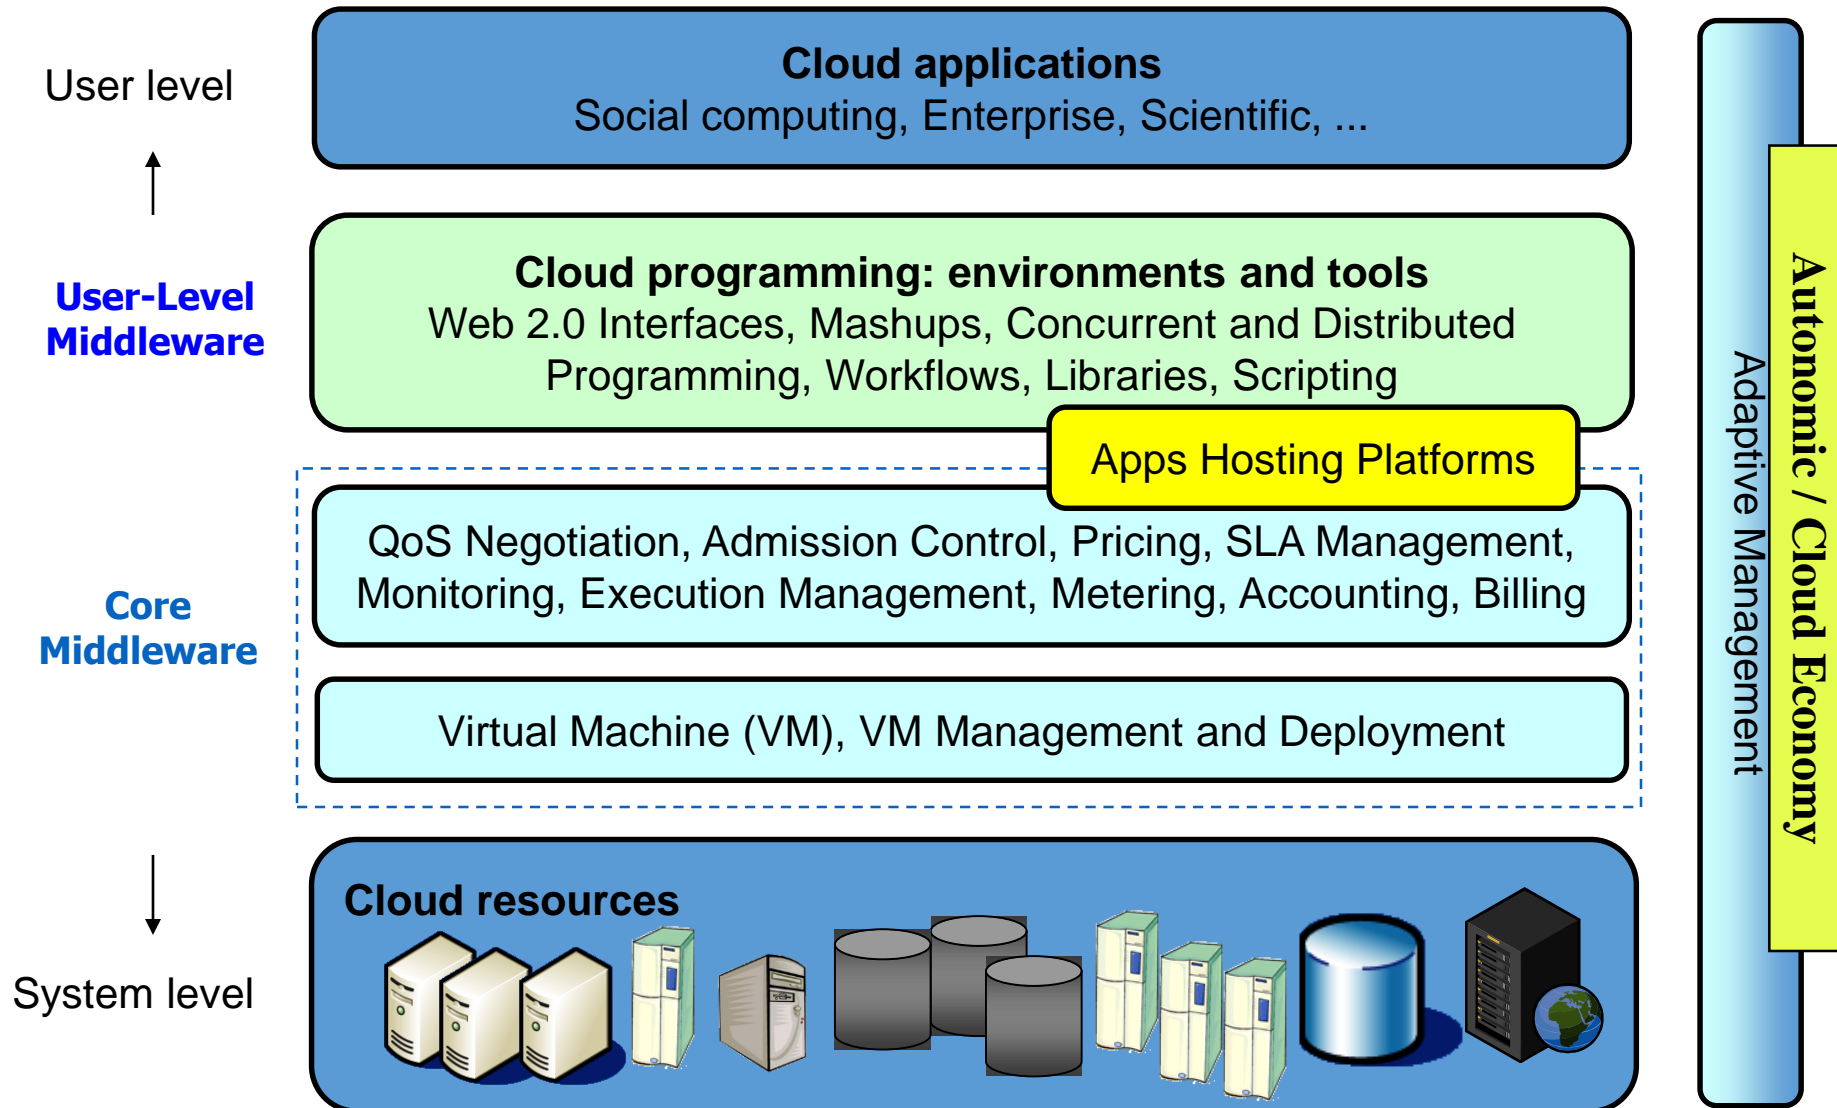 User level
Cloud applications
Social computing, Enterprise, Scientific, ...
User-Level
Middleware
Cloud programming: environments and tools
Web 2.0 Interfaces, Mashups, Concurrent and Distributed
Programming, Workflows, Libraries, Scripting
Apps Hosting Platforms
Core
Middleware
QoS Negotiation, Admission Control, Pricing, SLA Management,
Monitoring, Execution Management, Metering, Accounting, Billing
Virtual Machine (VM), VM Management and Deployment
System level
Cloud resources
Adaptive Management
Autonomic / Cloud Economy